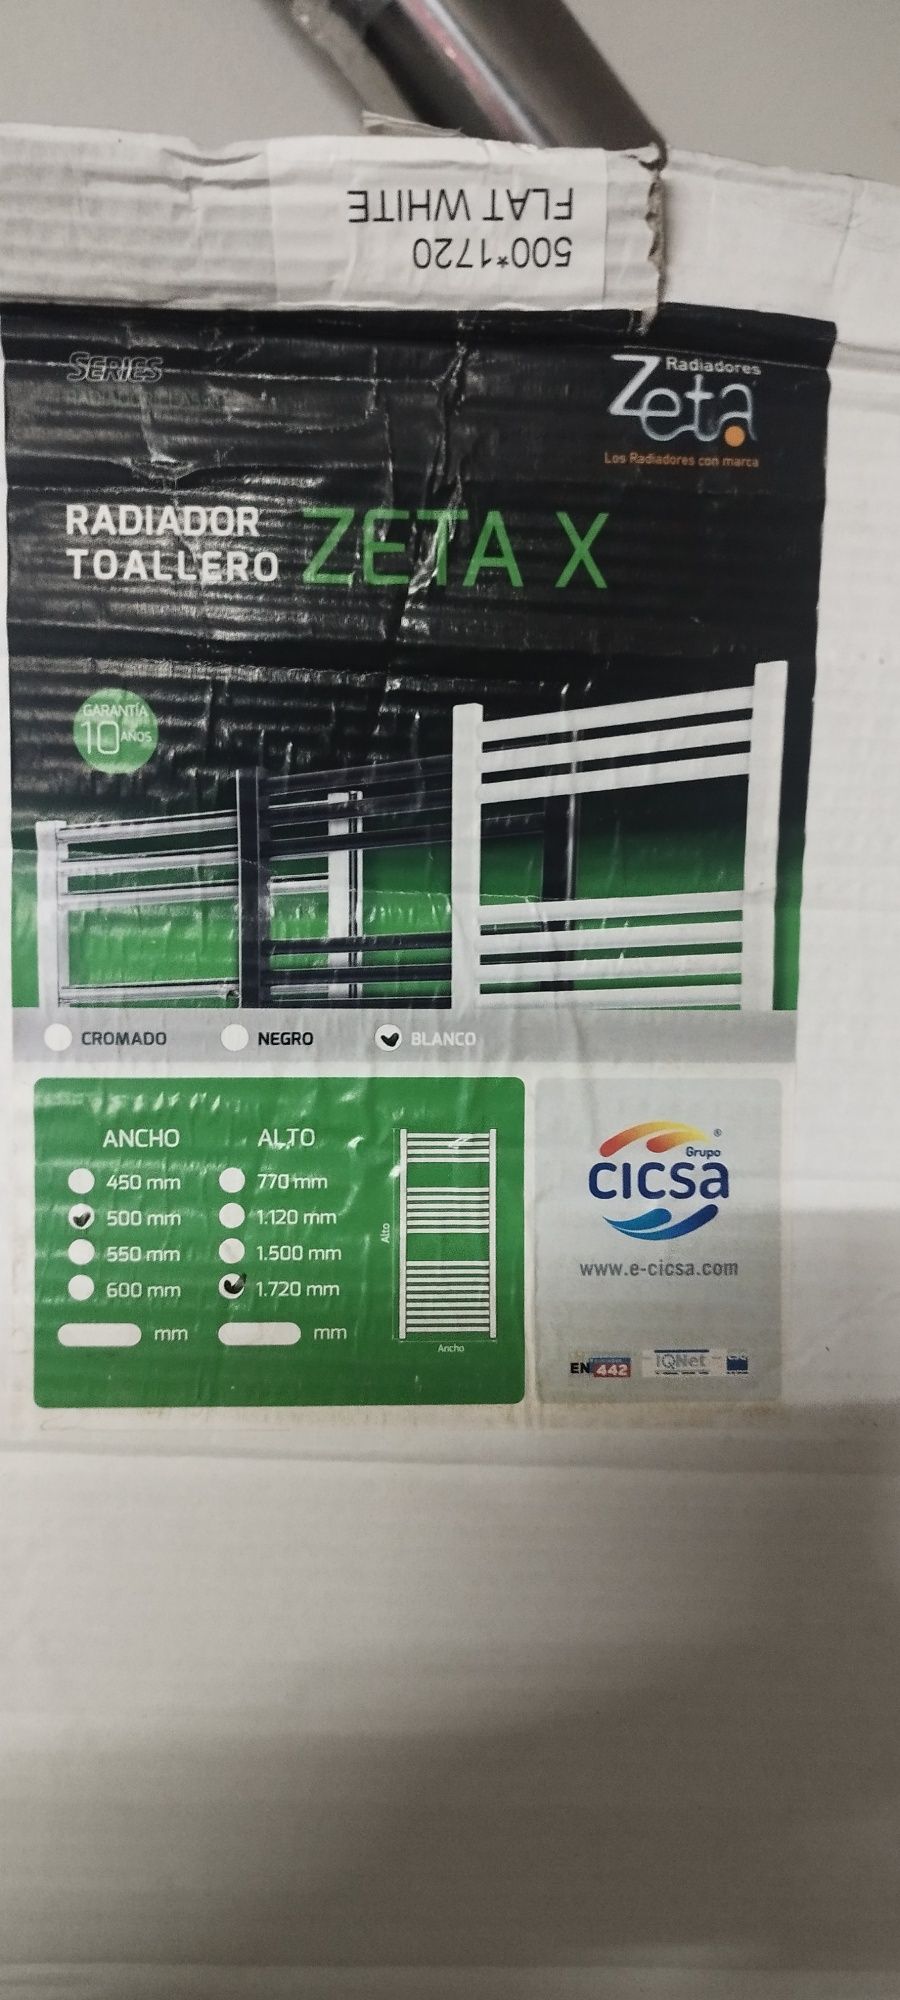 500*1720
FLAT WHITE
SERIES
Radiadores
Zeta
Los Radiadores con marca
RADIADOR
TOALLERO
ZETA X
GARANTÍA
10 AÑOS
CROMADO
NEGRO
BLANCO
ANCHO
450 mm
500 mm
550 mm
600 mm
mm
ALTO
770 mm
1.120 mm
1.500 mm
1.720 mm
mm
Alto
Ancho
Grupo
cicsa®
www.e-cicsa.com
EN 442
IQNet